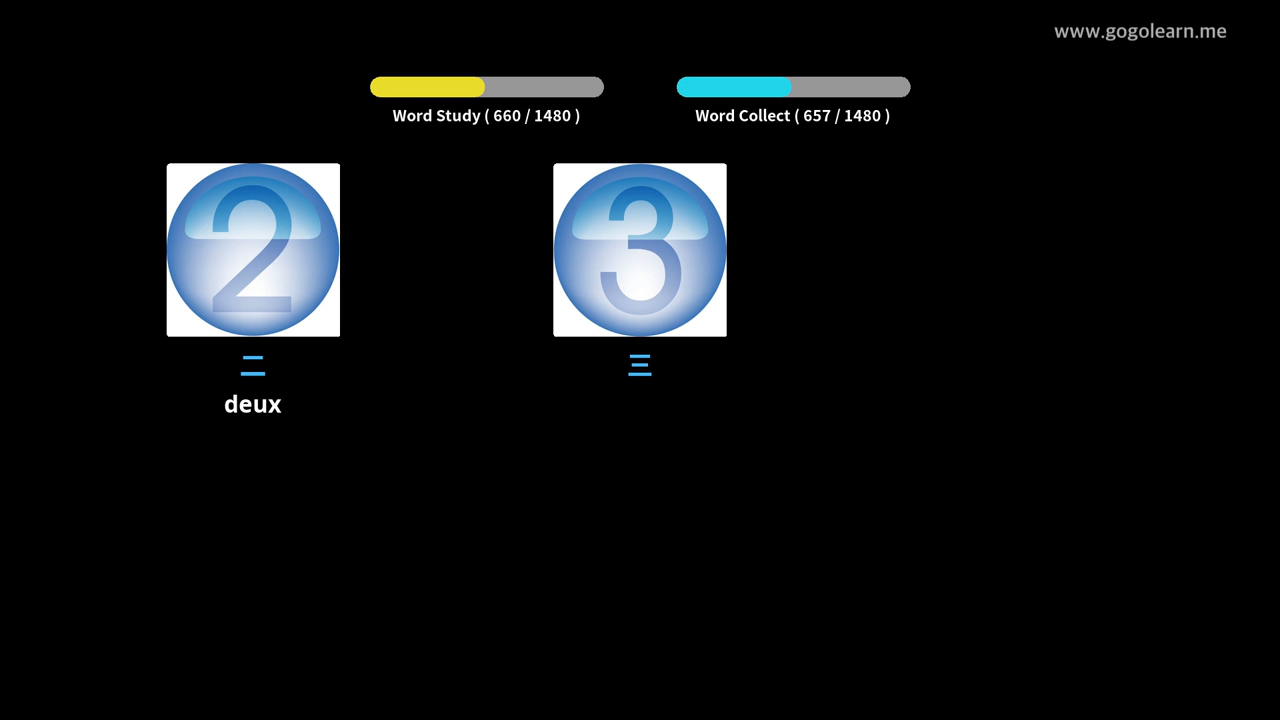 www.gogolearn.me
Word Study ( 660 / 1480 )
Word Collect ( 657 / 1480 )
2
3
二
三
deux